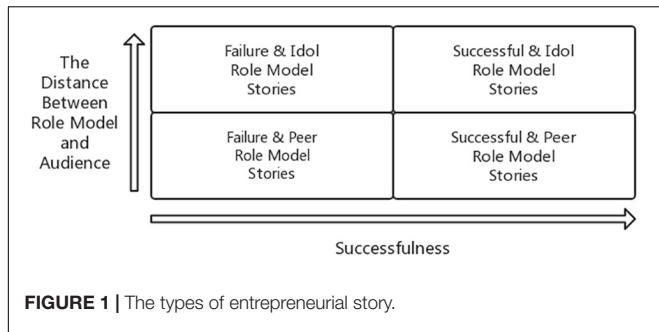 The
Distance
Between
Role Model
and
Audience
Failure & Idol
Role Model
Stories
Successful & Idol
Role Model
Stories
Failure & Peer
Role Model
Stories
Successful & Peer
Role Model
Stories
Successfulness
FIGURE 1 | The types of entrepreneurial story.